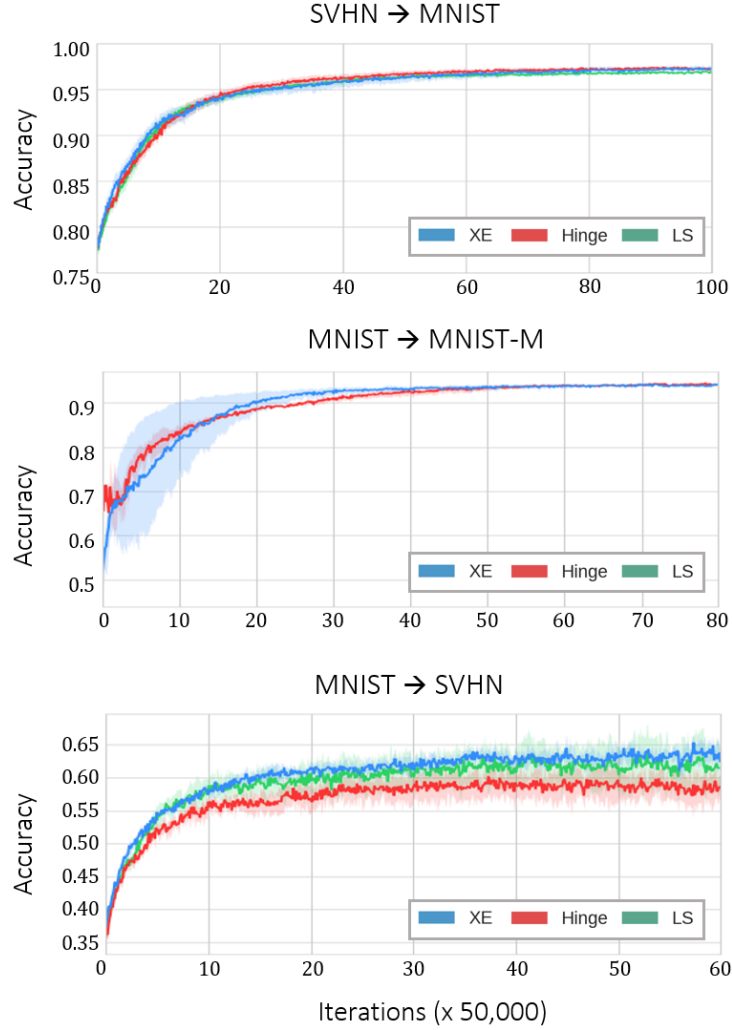 SVHN → MNIST
Accuracy
1.00
0.95
0.90
0.85
0.80
0.75
XE Hinge LS
0 20 40 60 80 100
MNIST → MNIST-M
Accuracy
0.9
0.8
0.7
0.6
0.5
XE Hinge LS
0 10 20 30 40 50 60 70 80
MNIST → SVHN
Accuracy
0.65
0.60
0.55
0.50
0.45
0.40
0.35
XE Hinge LS
0 10 20 30 40 50 60
Iterations (x 50,000)